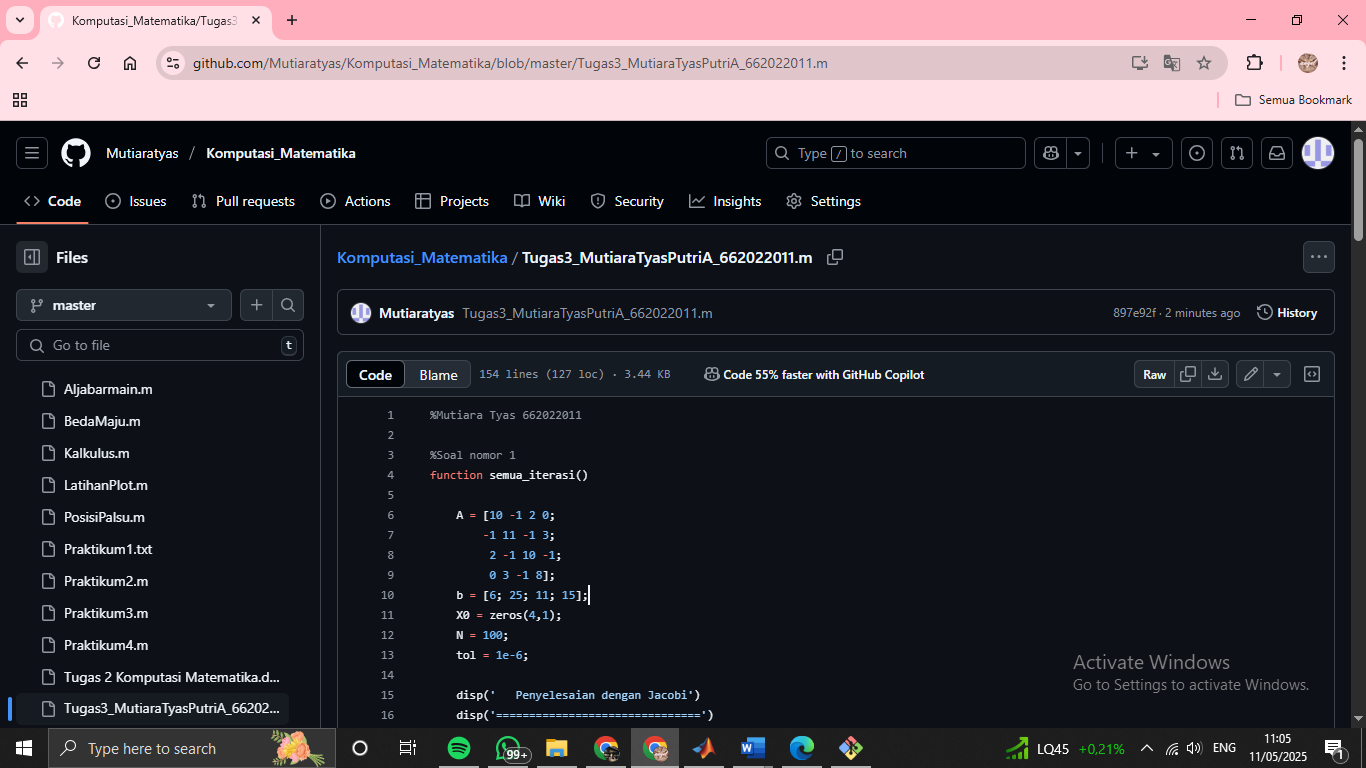 Komputasi_Matematika/Tugas3
github.com/Mutiaratyas/Komputasi_Matematika/blob/master/Tugas3_MutiaraTyasPutriA_662022011.m
Semua Bookmark
Mutiaratyas / Komputasi_Matematika
Type / to search
Code Issues Pull requests Actions Projects Wiki Security Insights Settings
Files
Komputasi_Matematika / Tugas3_MutiaraTyasPutriA_662022011.m
master
Mutiaratyas Tugas3_MutiaraTyasPutriA_662022011.m 897e92f · 2 minutes ago History
Go to file t
Code Blame 154 lines (127 loc) · 3.44 KB Code 55% faster with GitHub Copilot Raw
Aljabarmain.m
BedaMaju.m
Kalkulus.m
LatihanPlot.m
PosisiPalsu.m
Praktikum1.txt
Praktikum2.m
Praktikum3.m
Praktikum4.m
Tugas 2 Komputasi Matematika.d...
Tugas3_MutiaraTyasPutriA_66202...
1 %Mutiara Tyas 662022011
2
3 %Soal nomor 1
4 function semua_iterasi()
5
6 A = [10 -1 2 0;
7 -1 11 -1 3;
8 2 -1 10 -1;
9 0 3 -1 8];
10 b = [6; 25; 11; 15];
11 X0 = zeros(4,1);
12 N = 100;
13 tol = 1e-6;
14
15 disp('   Penyelesaian dengan Jacobi')
16 disp('===============================')
Activate Windows
Go to Settings to activate Windows.
Type here to search
99+
LQ45 +0,21%
ENG
11:05
11/05/2025
1